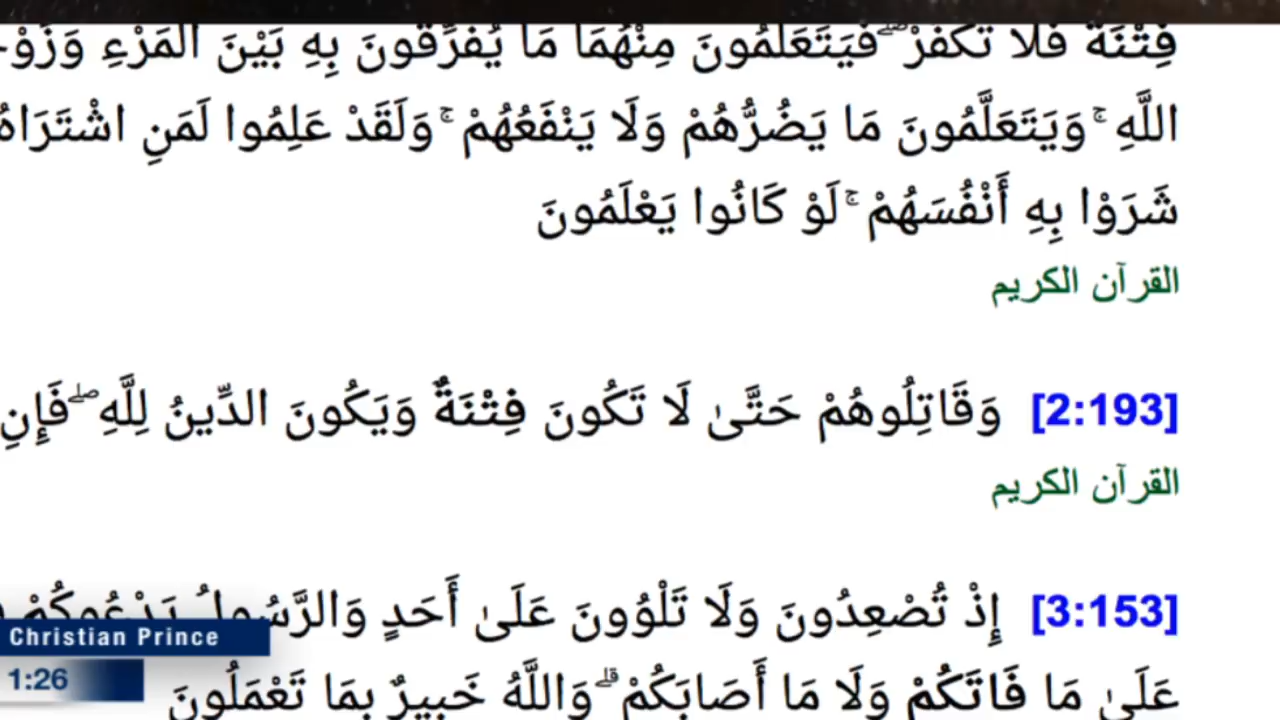 فِتْنَةٌ فَلَا تَكْفُرْ ۖ فَيَتَعَلَّمُونَ مِنْهُمَا مَا يُفَرِّقُونَ بِهِ بَيْنَ الْمَرْءِ
اللَّهِ ۚ وَيَتَعَلَّمُونَ مَا يَضُرُّهُمْ وَلَا يَنْفَعُهُمْ ۚ وَلَقَدْ عَلِمُوا لَمَنِ
شَرَوْا بِهِ أَنْفُسَهُمْ ۚ لَوْ كَانُوا يَعْلَمُونَ
القرآن الكريم
[2:193] وَقَاتِلُوهُمْ حَتَّىٰ لَا تَكُونَ فِتْنَةٌ وَيَكُونَ الدِّينُ لِلَّهِ ۖ فَإِنِ
القرآن الكريم
[3:153] إِذْ تُصْعِدُونَ وَلَا تَلْوُونَ عَلَىٰ أَحَدٍ وَالرَّسُولُ يَدْعُوكُمْ
عَلَىٰ مَا فَاتَكُمْ وَلَا مَا أَصَابَكُمْ ۗ وَاللَّهُ خَبِيرٌ بِمَا تَعْمَلُونَ
Christian Prince
1:26